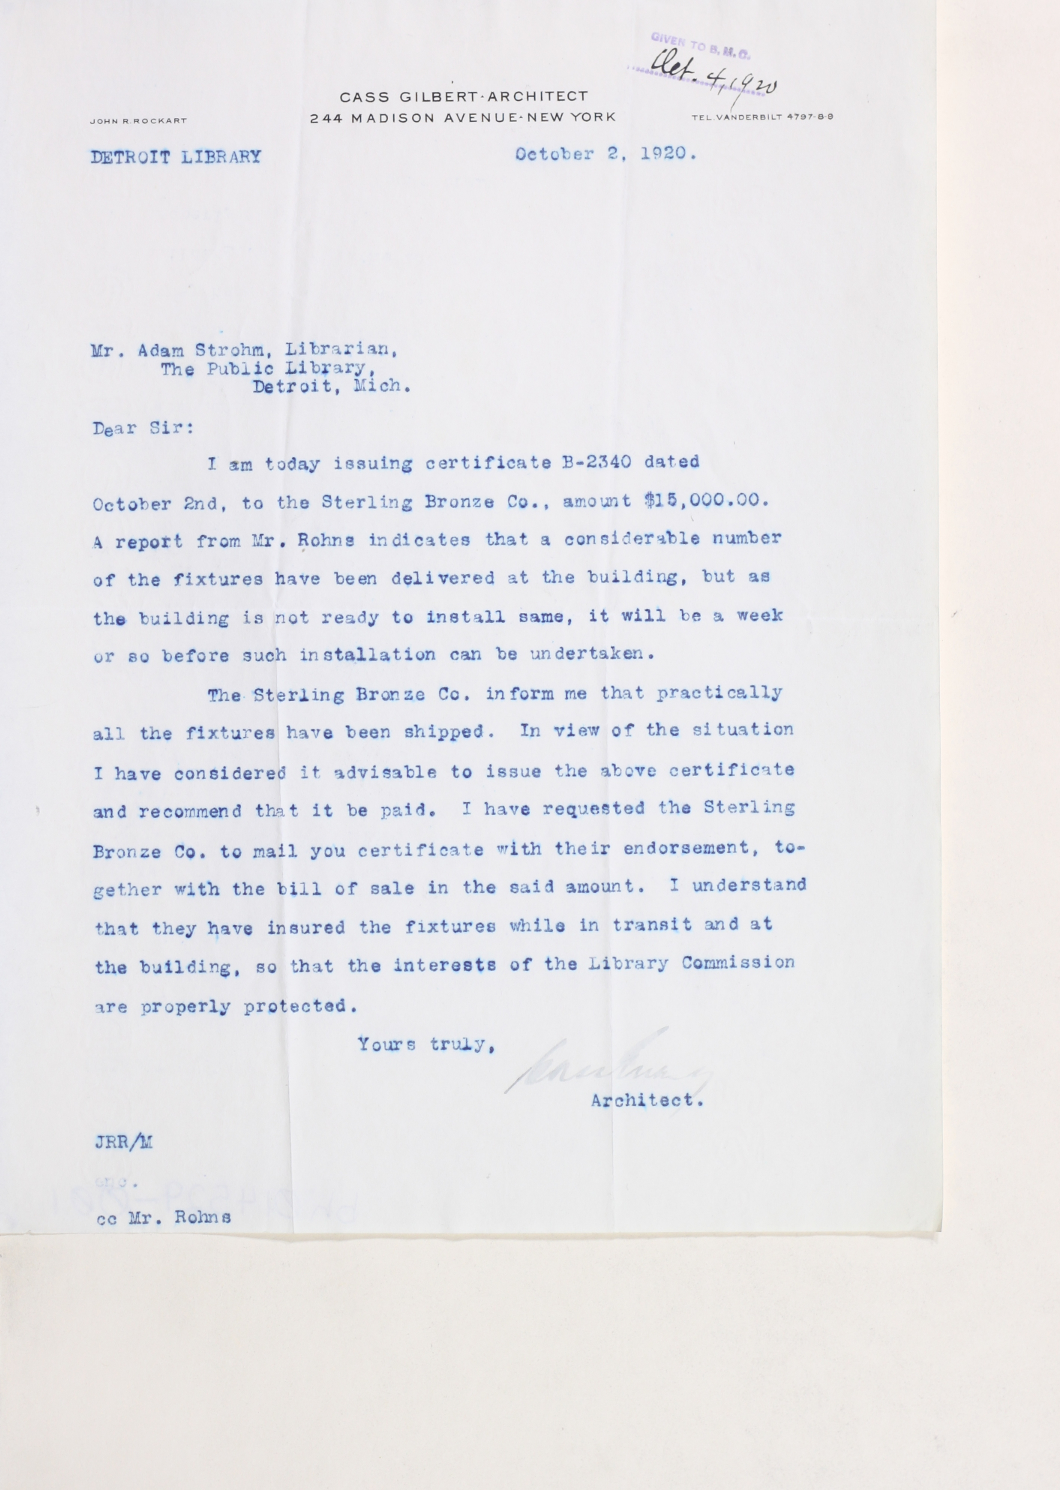 GIVEN TO B. M. C.
Oct. 4, 1920
CASS GILBERT·ARCHITECT
JOHN R. ROCKART 244 MADISON AVENUE·NEW YORK TEL. VANDERBILT 4797-8-9
DETROIT LIBRARY October 2, 1920.
Mr. Adam Strohm, Librarian,
The Public Library,
Detroit, Mich.
Dear Sir:
I am today issuing certificate B-2340 dated
October 2nd, to the Sterling Bronze Co., amount $15,000.00.
A report from Mr. Rohns indicates that a considerable number
of the fixtures have been delivered at the building, but as
the building is not ready to install same, it will be a week
or so before such installation can be undertaken.
The Sterling Bronze Co. inform me that practically
all the fixtures have been shipped. In view of the situation
I have considered it advisable to issue the above certificate
and recommend that it be paid. I have requested the Sterling
Bronze Co. to mail you certificate with their endorsement, to-
gether with the bill of sale in the said amount. I understand
that they have insured the fixtures while in transit and at
the building, so that the interests of the Library Commission
are properly protected.
Yours truly,
Architect.
JRR/M
enc.
cc Mr. Rohns